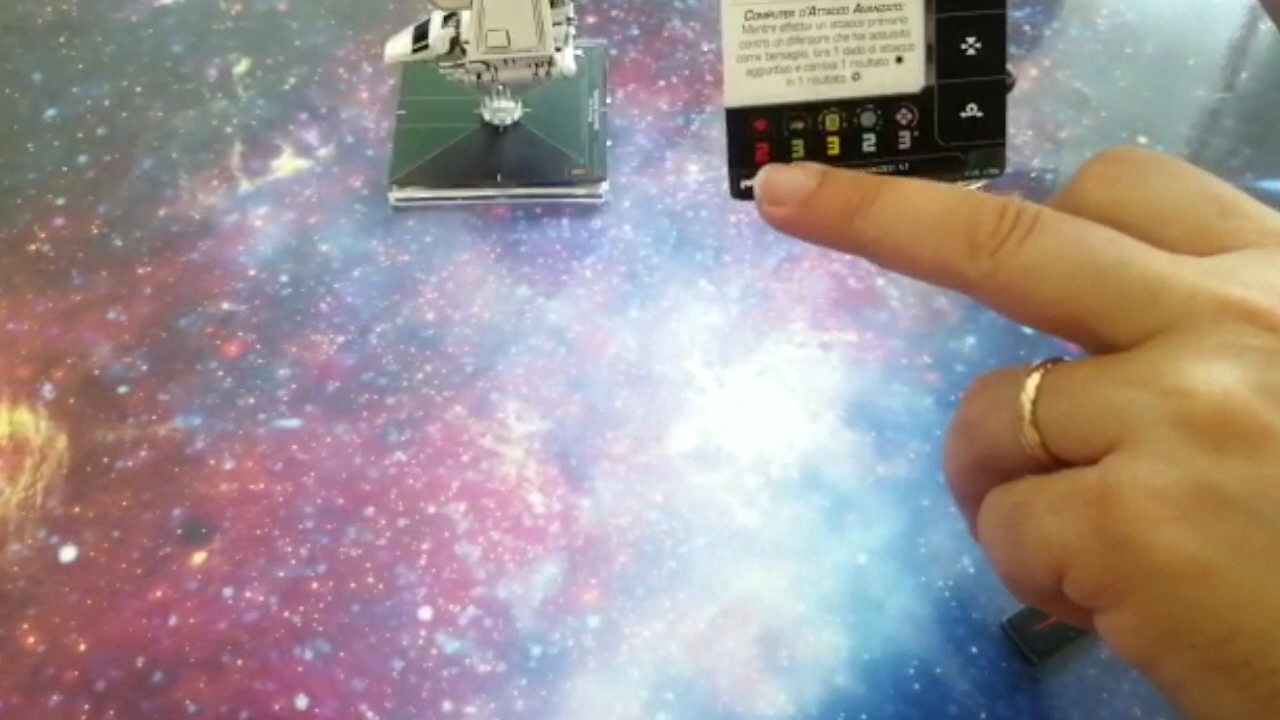 COMPUTER D'ATTACCO AVANZATO:
Mentre effettui un attacco primario
contro un difensore che hai acquisito
come bersaglio, tira 1 dado di attacco
aggiuntivo e cambia 1 risultato
in 1 risultato
2 3 3 2 3